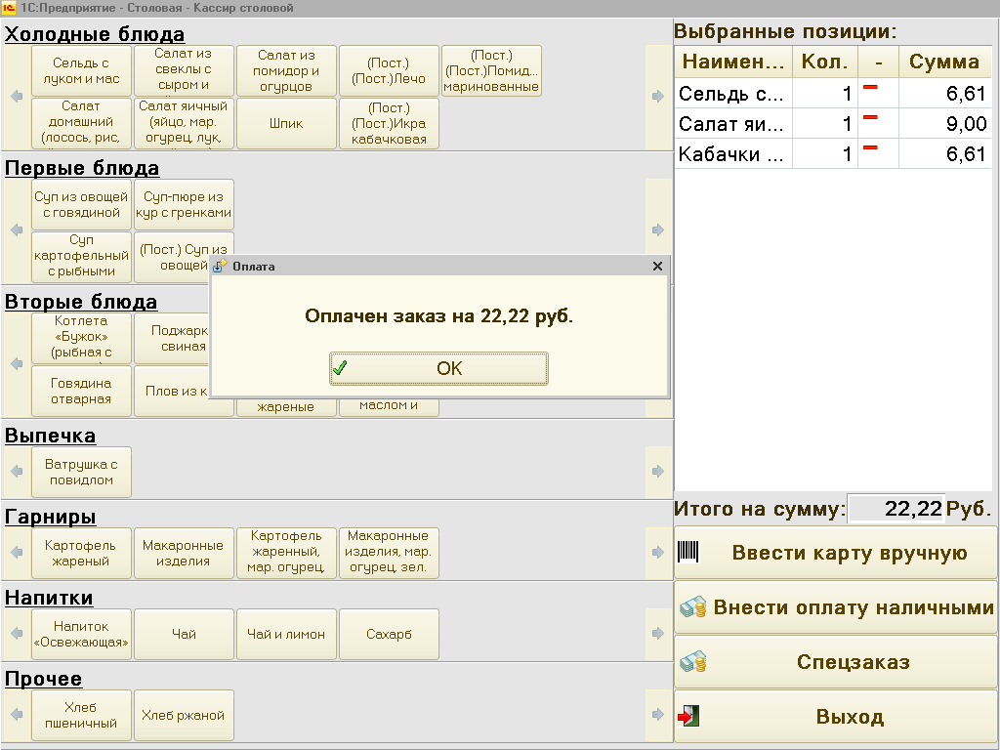 1С:Предприятие - Столовая - Кассир столовой
Холодные блюда
Сельдь с
луком и мас
Салат из
свеклы с
сыром и
Салат из
помидор и
огурцов
(Пост.)
(Пост.)Лечо
(Пост.)
(Пост.)Помид...
маринованные
Салат
домашний
(лосось, рис,
Салат яичный
(яйцо, мар.
огурец, лук,
Шпик
(Пост.)
(Пост.)Икра
кабачковая
Первые блюда
Суп из овощей
с говядиной
Суп-пюре из
кур с гренками
Суп
картофельный
с рыбными
(Пост.) Суп из
овощей
Вторые блюда
Котлета
«Бужок»
(рыбная с
Поджарк
свиная
Говядина
отварная
Плов из к
жареные
маслом и
Выпечка
Ватрушка с
повидлом
Гарниры
Картофель
жареный
Макаронные
изделия
Картофель
жаренный,
мар. огурец,
Макаронные
изделия, мар.
огурец, зел.
Напитки
Напиток
«Освежающая»
Чай
Чай и лимон
Сахарб
Прочее
Хлеб
пшеничный
Хлеб ржаной
Оплата
Оплачен заказ на 22,22 руб.
OK
Выбранные позиции:
Наимен... Кол. - Сумма
Сельдь с... 1 6,61
Салат яи... 1 9,00
Кабачки ... 1 6,61
Итого на сумму: 22,22 Руб.
Ввести карту вручную
Внести оплату наличными
Спецзаказ
Выход